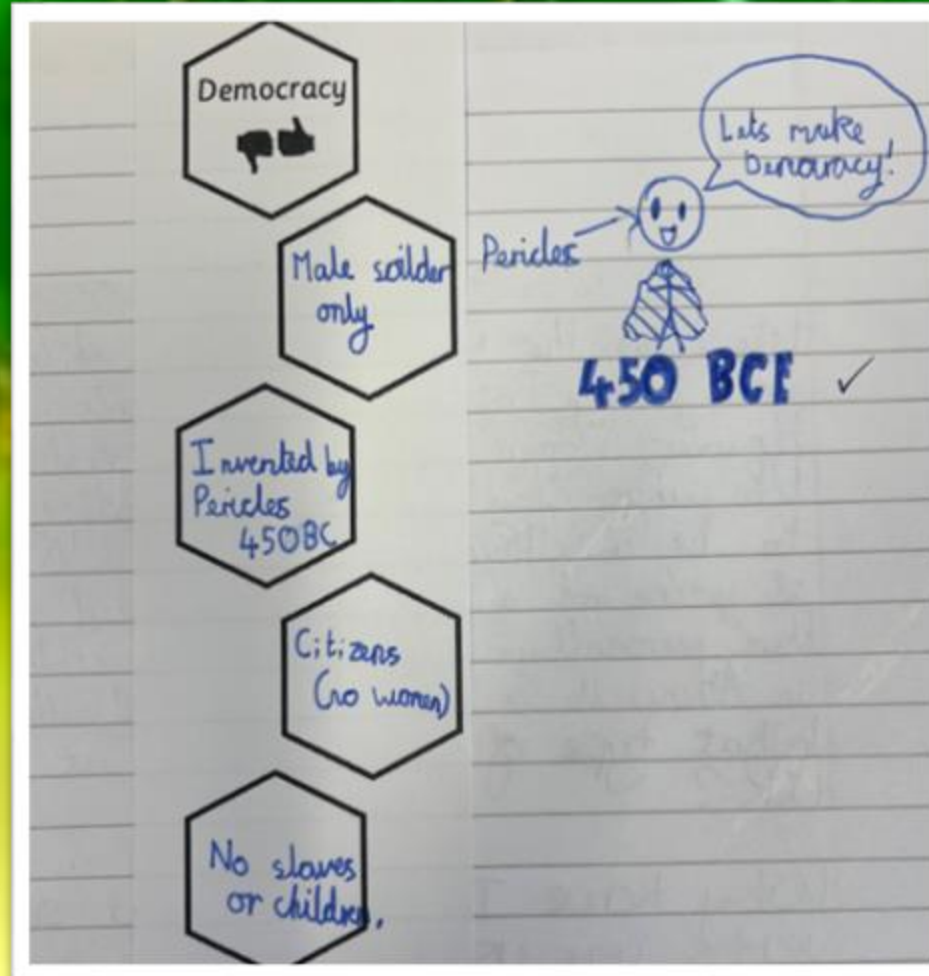 Democracy
Male soilder
only
Invented by
Pericles
450BC
Citizens
(no women)
No slaves
or children.
Lets make
Democracy!
Pericles
450 BCE